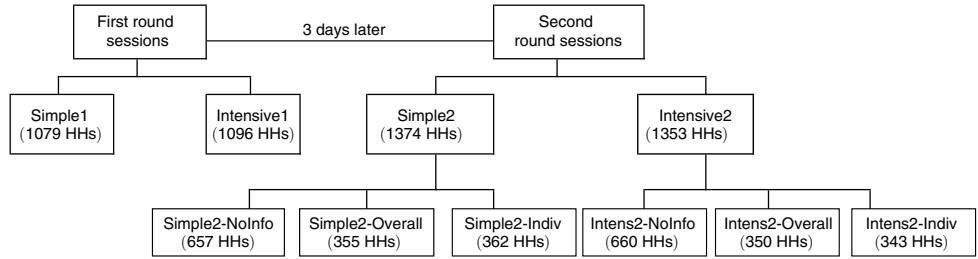 First round
sessions
3 days later
Second
round sessions
Simple1
(1079 HHs)
Intensive1
(1096 HHs)
Simple2
(1374 HHs)
Intensive2
(1353 HHs)
Simple2-NoInfo
(657 HHs)
Simple2-Overall
(355 HHs)
Simple2-Indiv
(362 HHs)
Intens2-NoInfo
(660 HHs)
Intens2-Overall
(350 HHs)
Intens2-Indiv
(343 HHs)